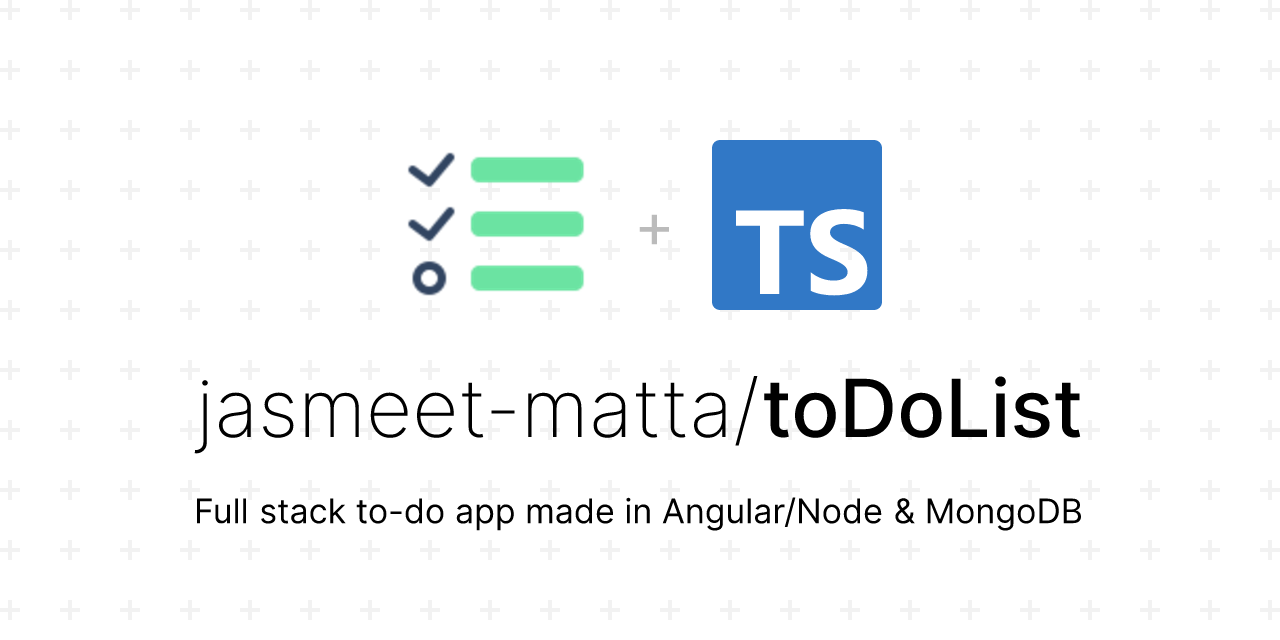 TS
jasmeet-matta/toDoList
Full stack to-do app made in Angular/Node & MongoDB